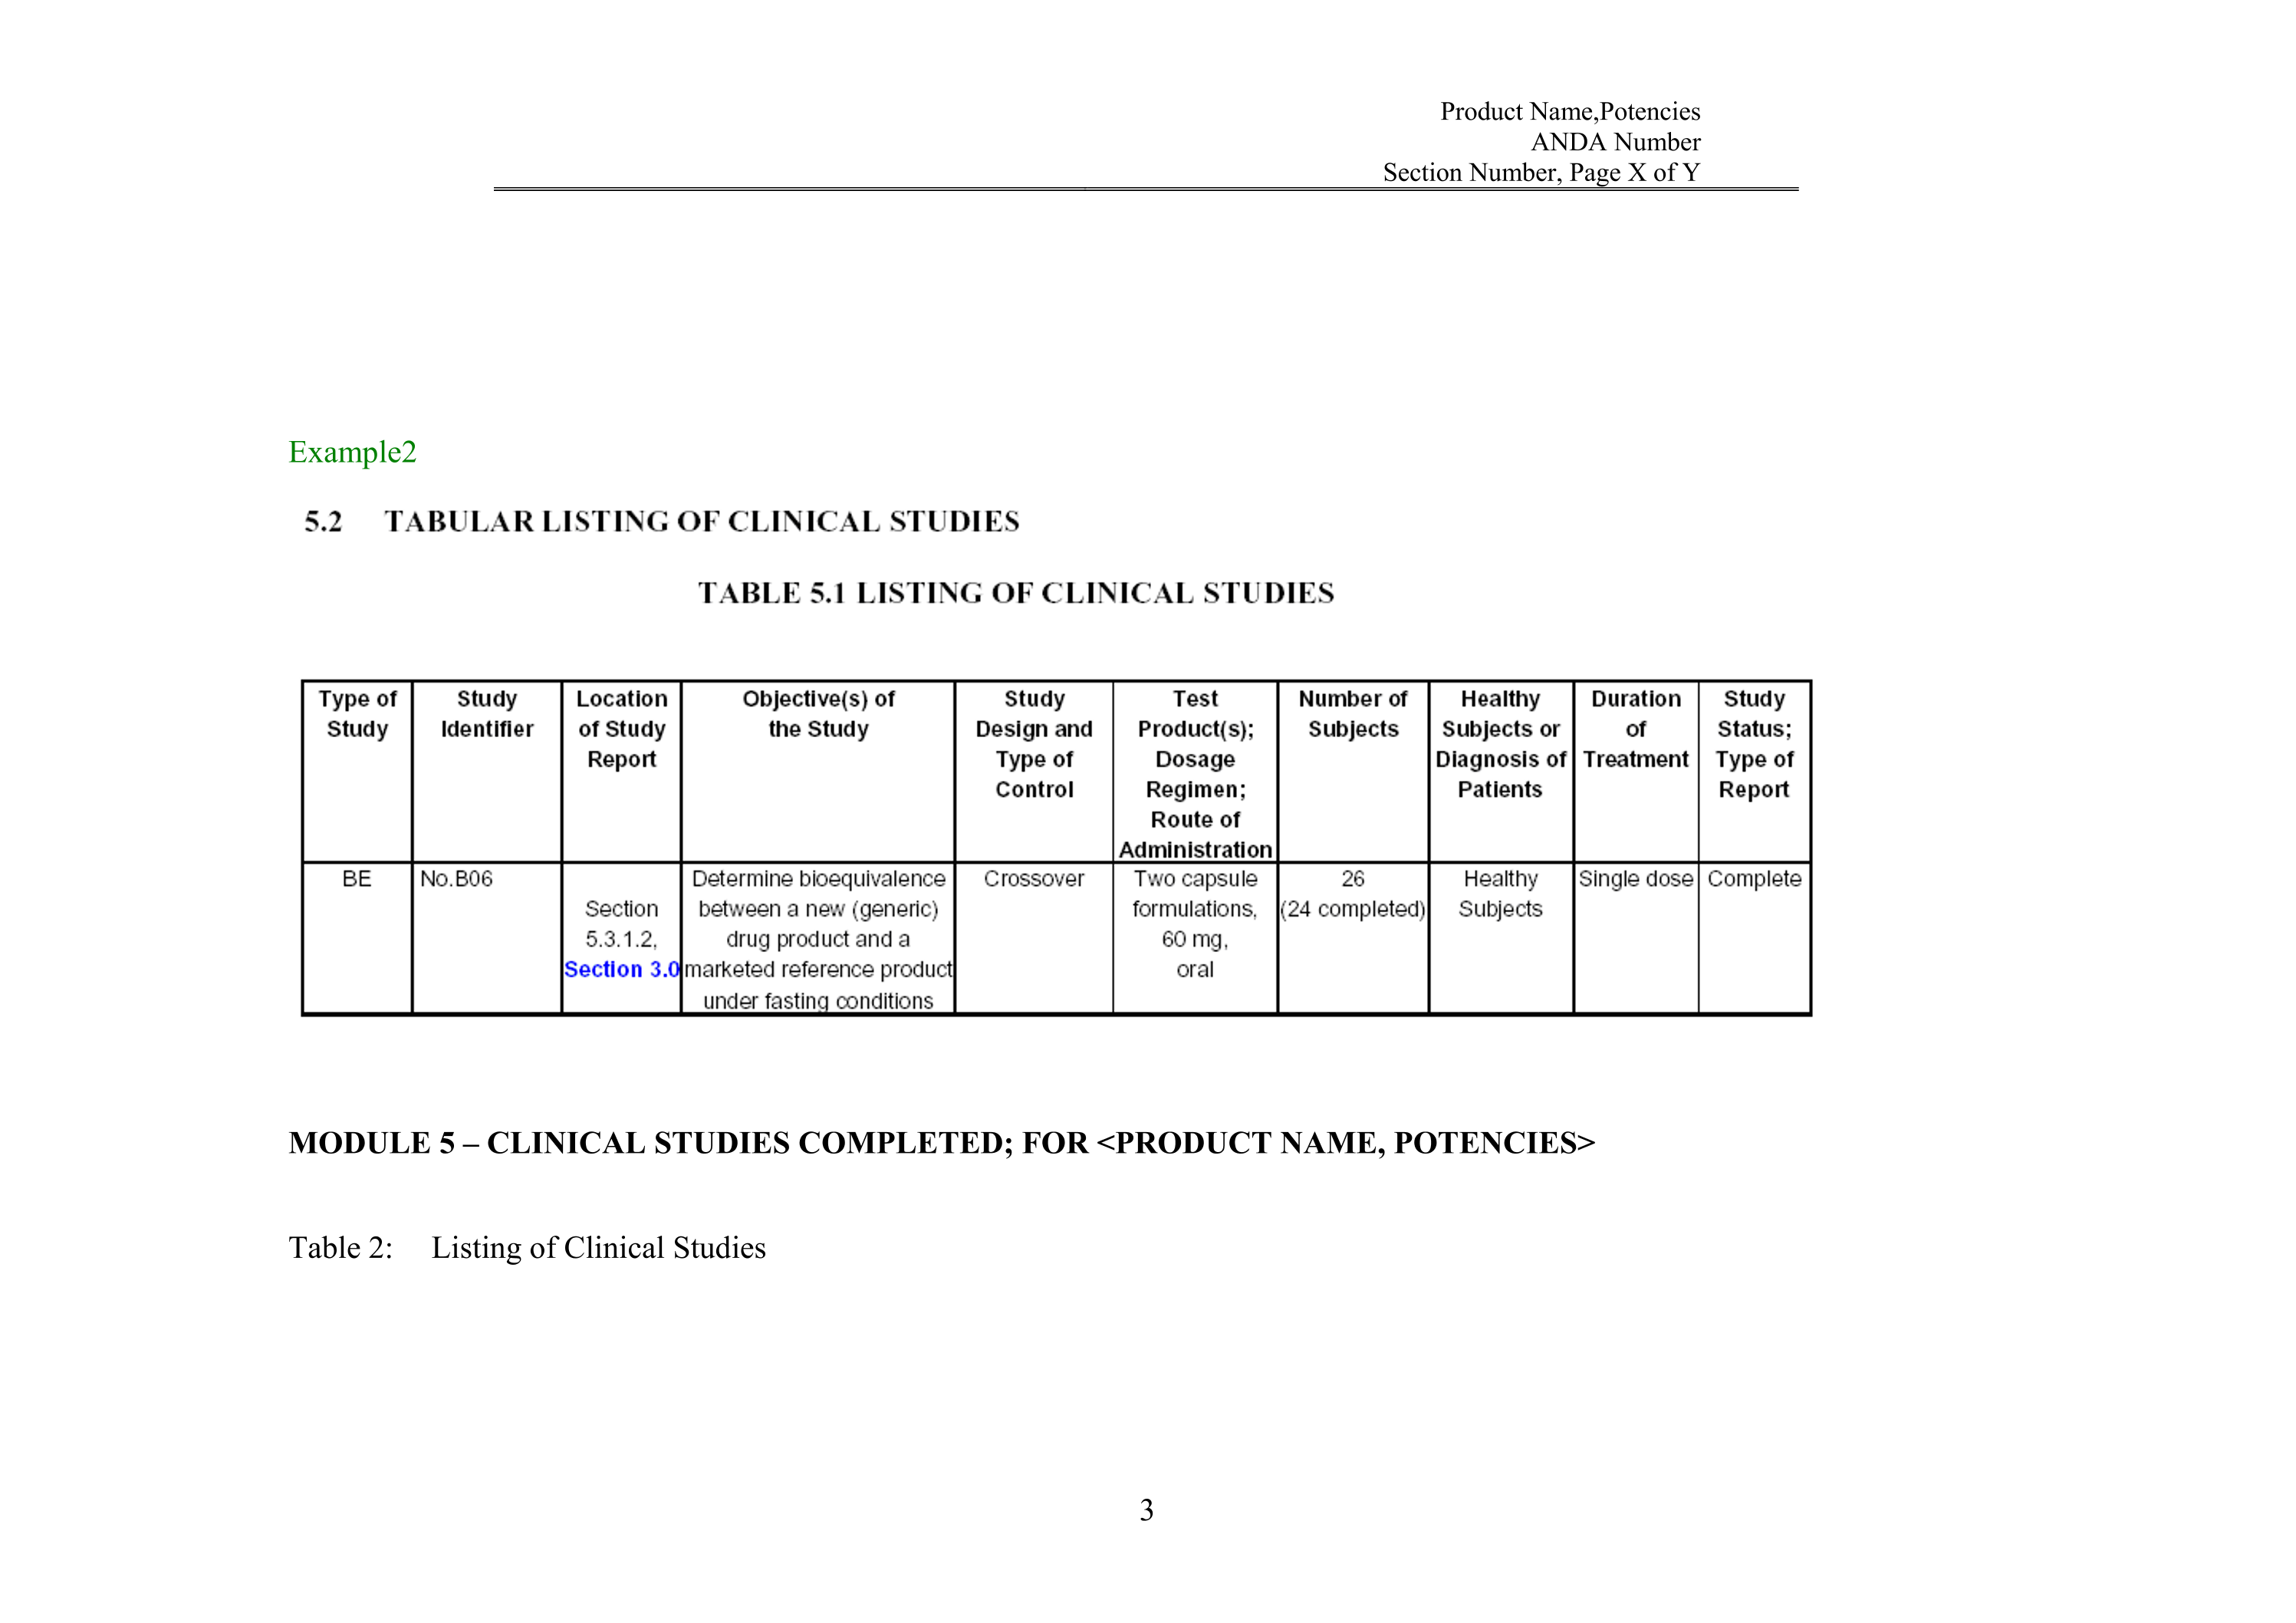 Product Name,Potencies
ANDA Number
Section Number, Page X of Y
Example2
5.2 TABULAR LISTING OF CLINICAL STUDIES
TABLE 5.1 LISTING OF CLINICAL STUDIES
Type of
Study
Study
Identifier
Location
of Study
Report
Objective(s) of
the Study
Study
Design and
Type of
Control
Test
Product(s);
Dosage
Regimen;
Route of
Administration
Number of
Subjects
Healthy
Subjects or
Diagnosis of
Patients
Duration
of
Treatment
Study
Status;
Type of
Report
BE
No.B06
Section
5.3.1.2,
Section 3.0
Determine bioequivalence
between a new (generic)
drug product and a
marketed reference product
under fasting conditions
Crossover
Two capsule
formulations,
60 mg,
oral
26
(24 completed)
Healthy
Subjects
Single dose
Complete
MODULE 5 – CLINICAL STUDIES COMPLETED; FOR <PRODUCT NAME, POTENCIES>
Table 2: Listing of Clinical Studies
3